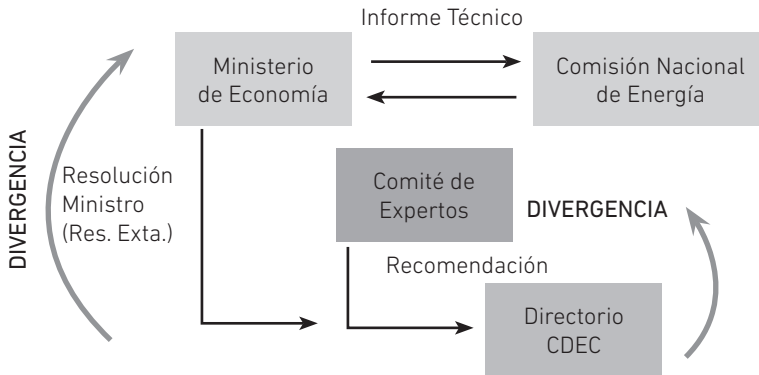 Informe Técnico
Ministerio
de Economía
Comisión Nacional
de Energía
DIVERGENCIA
Resolución
Ministro
(Res. Exta.)
Comité de
Expertos
DIVERGENCIA
Recomendación
Directorio
CDEC